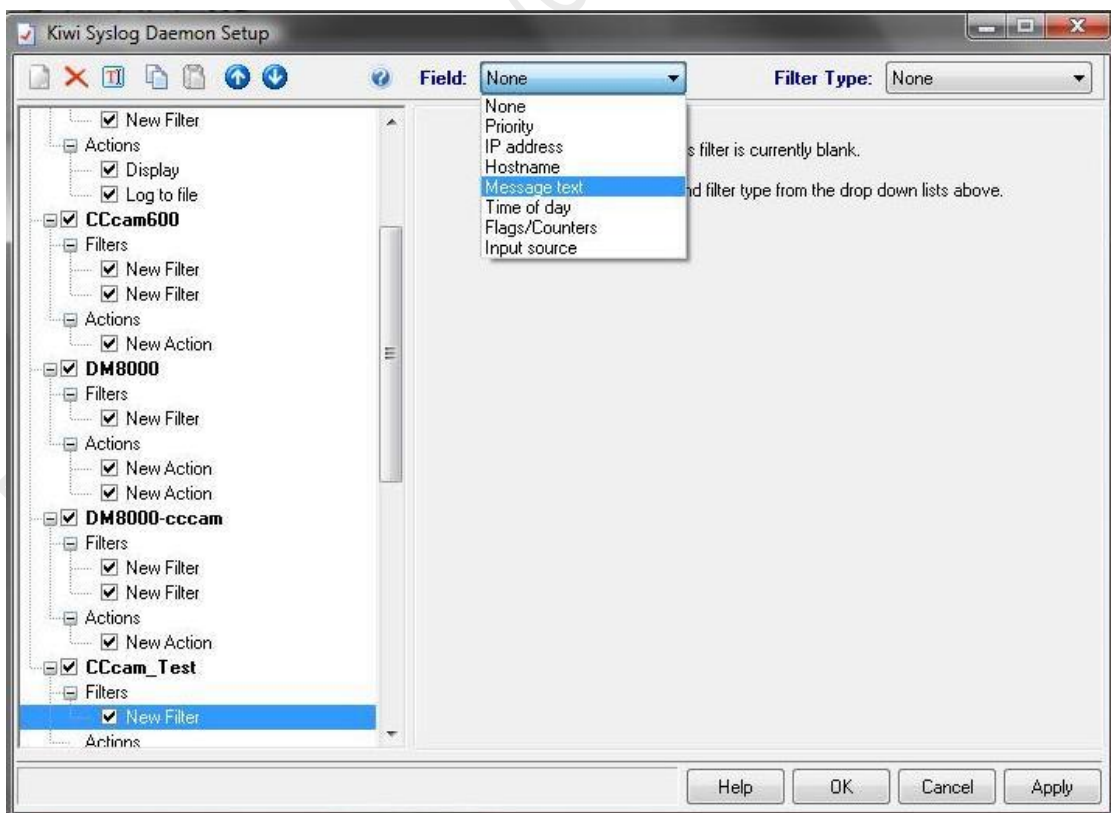 Kiwi Syslog Daemon Setup
Field: None Filter Type: None
None
Priority
IP address
Hostname
Message text
Time of day
Flags/Counters
Input source
s filter is currently blank.
nd filter type from the drop down lists above.
New Filter
Actions
Display
Log to file
CCcam600
Filters
New Filter
New Filter
Actions
New Action
DM8000
Filters
New Filter
Actions
New Action
New Action
DM8000-cccam
Filters
New Filter
New Filter
Actions
New Action
CCcam_Test
Filters
New Filter
Actions
Help OK Cancel Apply